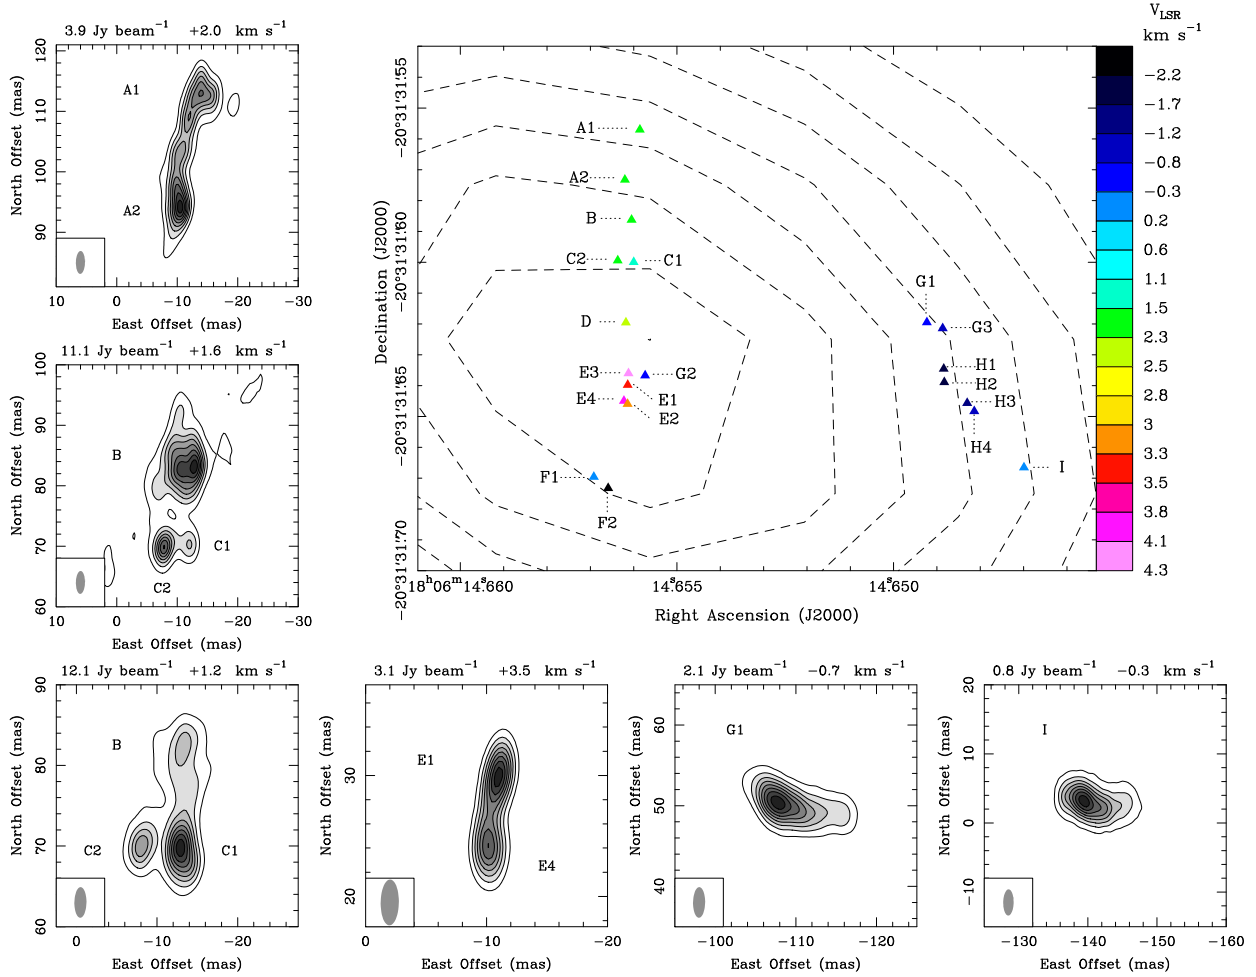 3.9 Jy beam⁻¹ +2.0 km s⁻¹
120
110
100
90
A1
A2
10 0 −10 −20 −30
North Offset (mas)
East Offset (mas)
11.1 Jy beam⁻¹ +1.6 km s⁻¹
100
90
80
70
60
B
C1
C2
10 0 −10 −20 −30
North Offset (mas)
East Offset (mas)
12.1 Jy beam⁻¹ +1.2 km s⁻¹
90
80
70
60
B
C2
C1
0 −10 −20 −30
North Offset (mas)
East Offset (mas)
3.1 Jy beam⁻¹ +3.5 km s⁻¹
30
20
E1
E4
0 −10 −20
North Offset (mas)
East Offset (mas)
2.1 Jy beam⁻¹ −0.7 km s⁻¹
60
50
40
G1
−100 −110 −120
North Offset (mas)
East Offset (mas)
0.8 Jy beam⁻¹ −0.3 km s⁻¹
20
10
0
−10
I
−130 −140 −150 −160
North Offset (mas)
East Offset (mas)
Declination (J2000)
−20°31'31."55
−20°31'31."60
−20°31'31."65
−20°31'31."70
A1
A2
B
C2 C1
D
E3 G2
E1
E4
E2
F1
F2
G1
G3
H1
H2
H3
H4
I
18ʰ06ᵐ14ˢ.660 14ˢ.655 14ˢ.650
Right Ascension (J2000)
V_LSR
km s⁻¹
−2.2
−1.7
−1.2
−0.8
−0.3
0.2
0.6
1.1
1.5
2.3
2.5
2.8
3
3.3
3.5
3.8
4.1
4.3